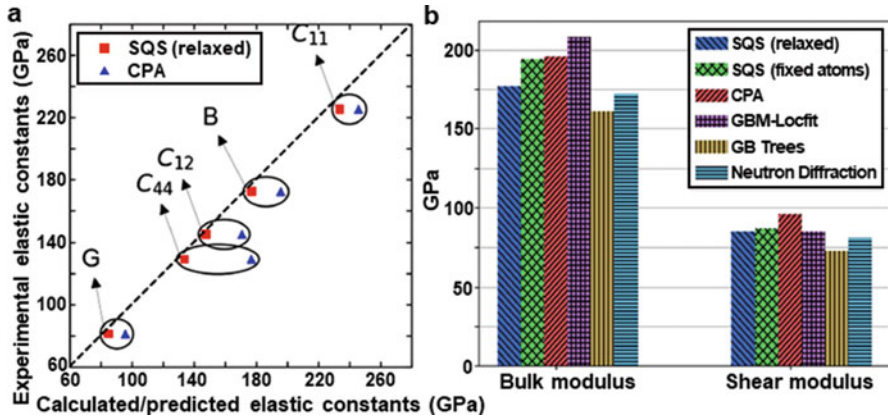 a
Experimental elastic constants (GPa)
280
260
220
180
140
100
60
SQS (relaxed)
CPA
C₁₁
B
C₁₂
C₄₄
G
60 100 140 180 220 260
Calculated/predicted elastic constants (GPa)
b
GPa
200
150
100
50
0
SQS (relaxed)
SQS (fixed atoms)
CPA
GBM-Locfit
GB Trees
Neutron Diffraction
Bulk modulus Shear modulus